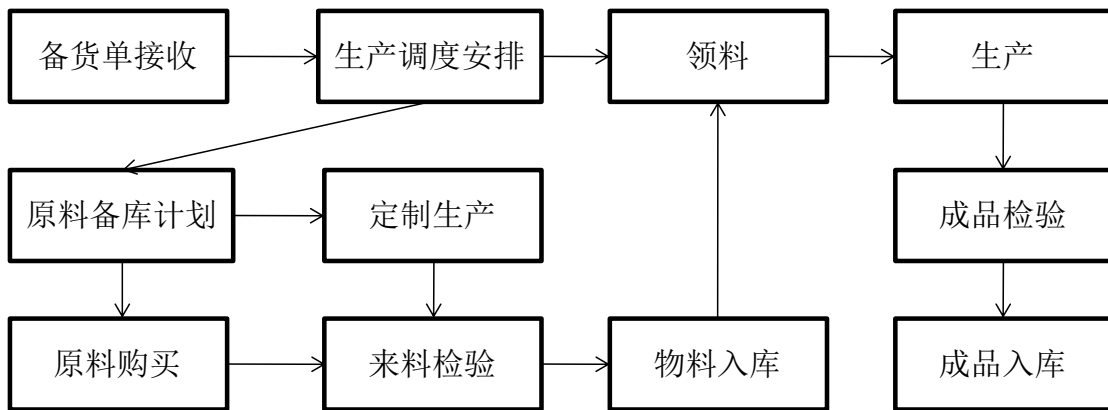 备货单接收
生产调度安排
领料
生产
原料备库计划
定制生产
成品检验
原料购买
来料检验
物料入库
成品入库